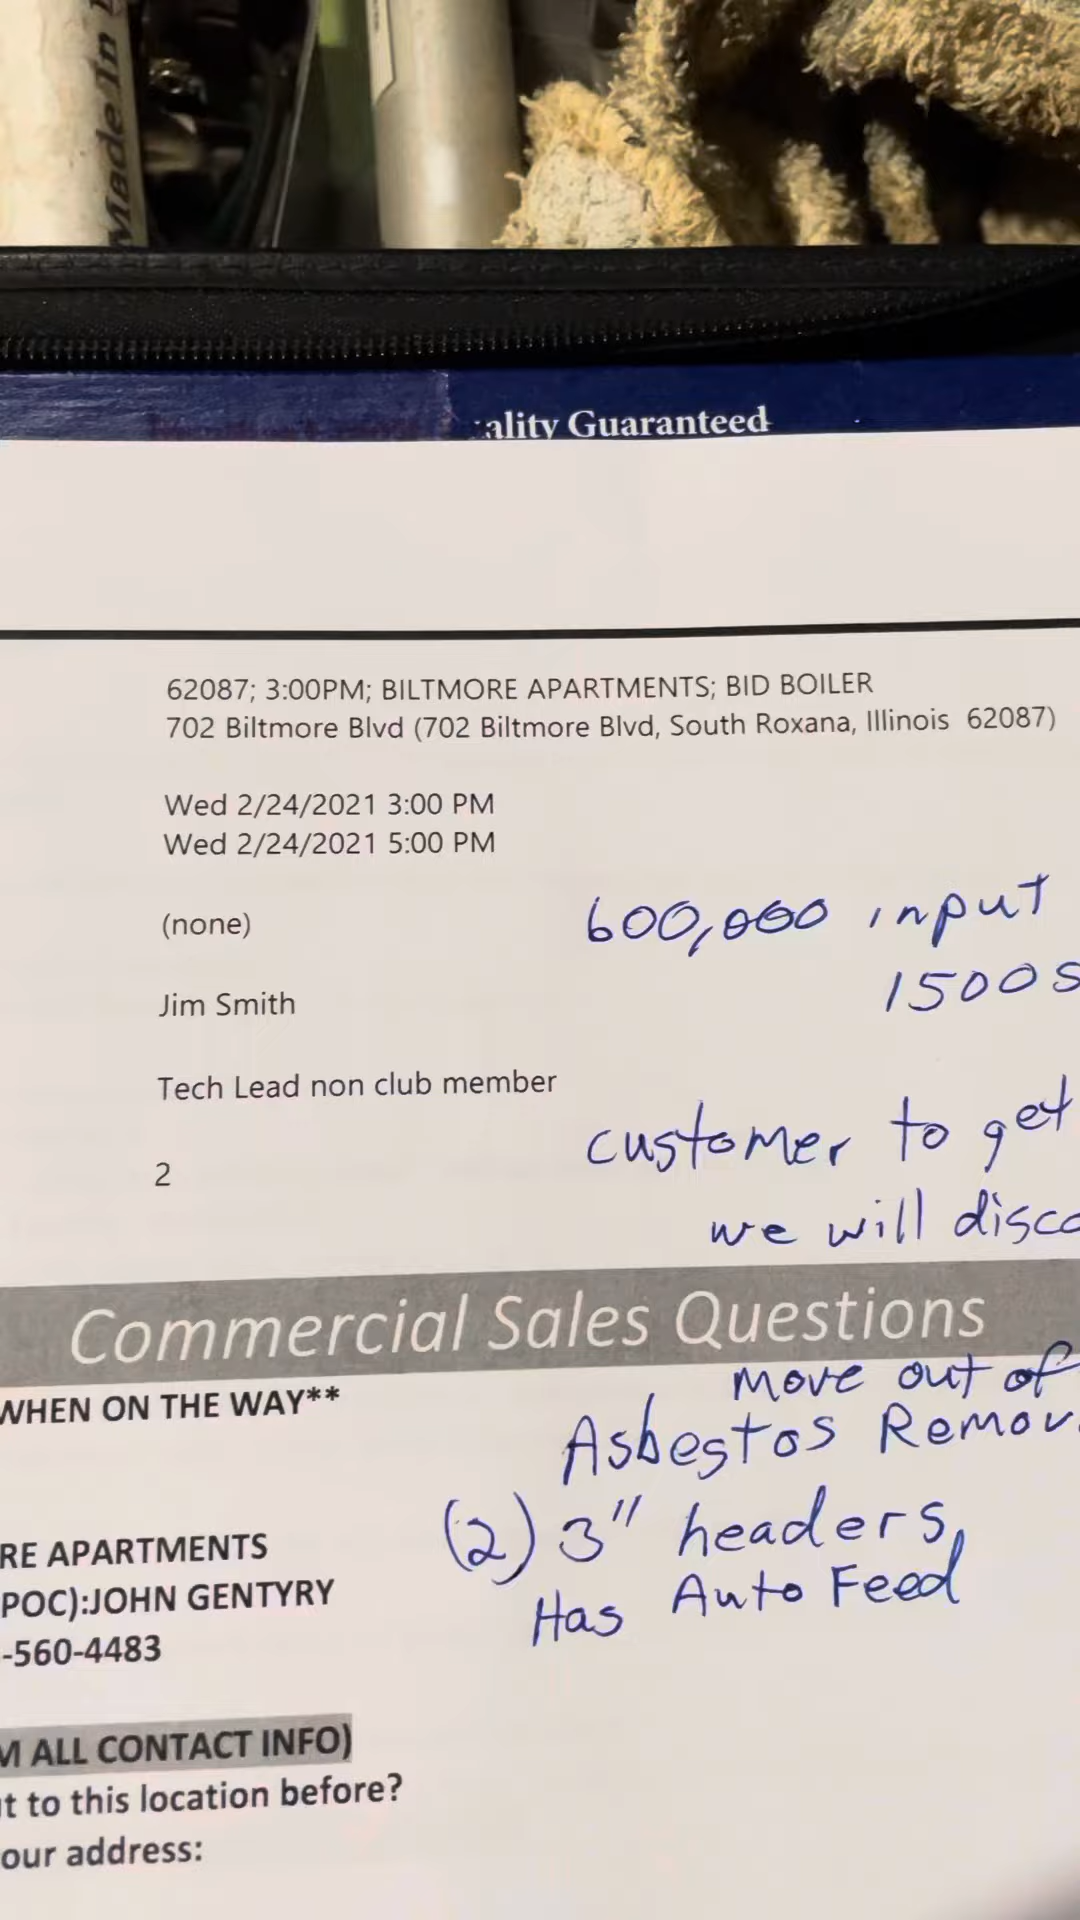 Made In
ality Guaranteed
62087; 3:00PM; BILTMORE APARTMENTS; BID BOILER
702 Biltmore Blvd (702 Biltmore Blvd, South Roxana, Illinois 62087)
Wed 2/24/2021 3:00 PM
Wed 2/24/2021 5:00 PM
(none)
600,000 input
1500s
Jim Smith
Tech Lead non club member
customer to get
2
we will disco
Commercial Sales Questions
move out of
WHEN ON THE WAY**
Asbestos Remov
(2) 3" headers,
RE APARTMENTS
Has Auto Feed
POC):JOHN GENTYRY
-560-4483
M ALL CONTACT INFO)
t to this location before?
our address: